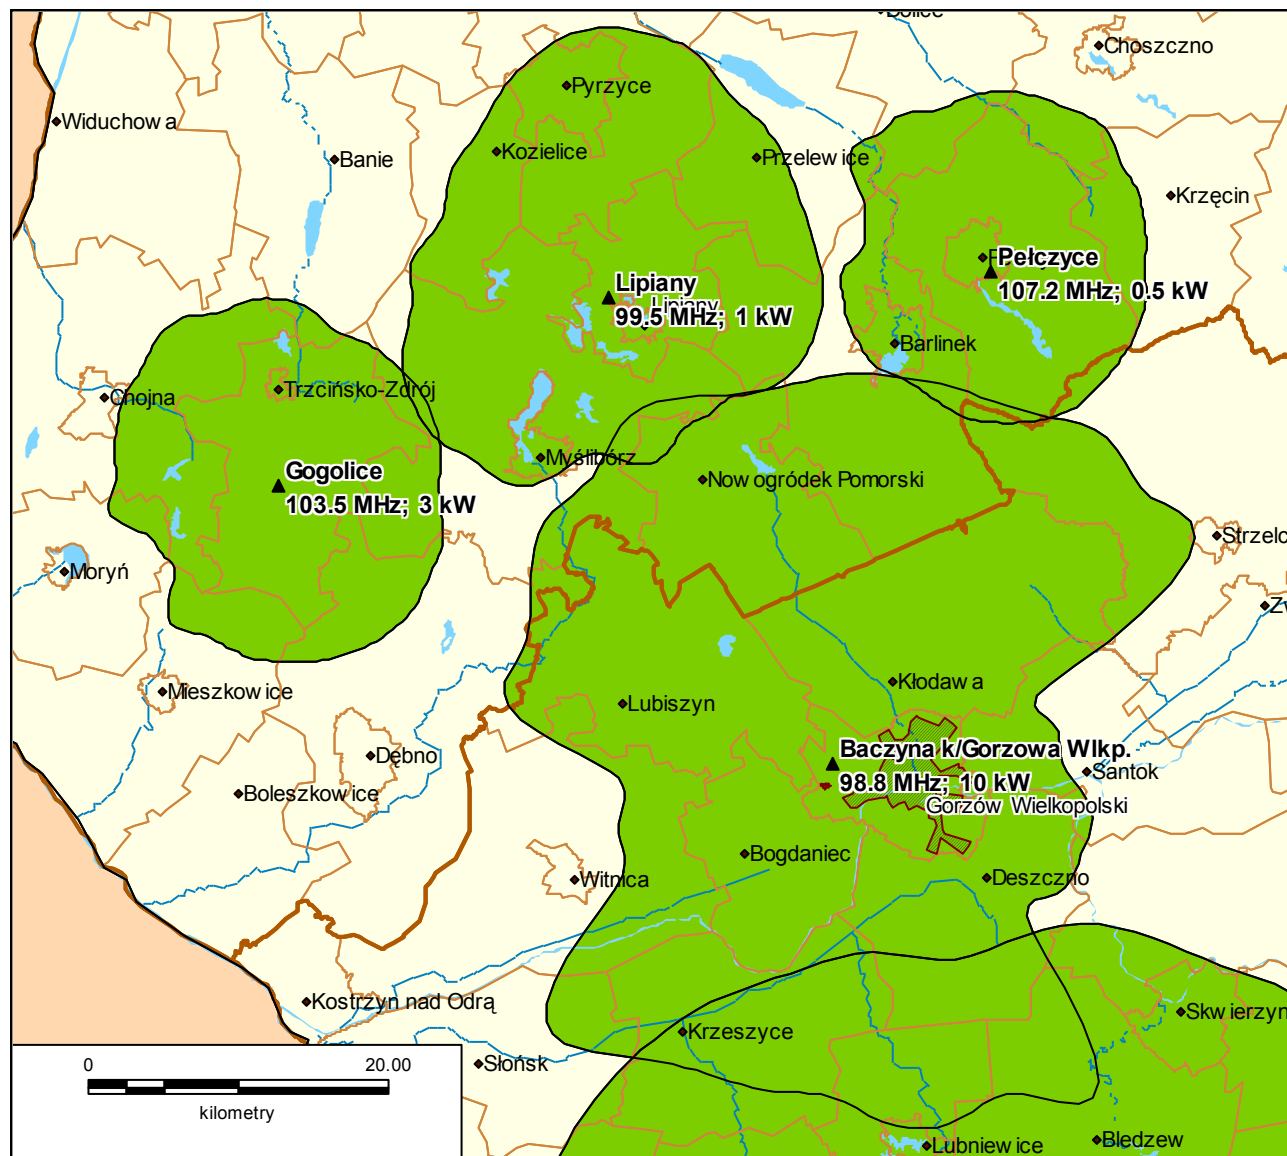 Choszczno
Pyrzyce
Widuchowa
Banie
Kozielice
Przelewice
Krzęcin
Pełczyce
107.2 MHz; 0.5 kW
Lipiany
Lipiany
99.5 MHz; 1 kW
Barlinek
Chojna
Trzcińsko-Zdrój
Myślibórz
Gogolice
103.5 MHz; 3 kW
Nowogródek Pomorski
Moryń
Mieszkowice
Kłodawa
Lubiszyn
Dębno
Baczyna k/Gorzowa Wlkp.
98.8 MHz; 10 kW
Santok
Boleszkowice
Gorzów Wielkopolski
Bogdaniec
Witnica
Deszczno
Kostrzyn nad Odrą
Skwierzyn
Krzeszyce
Słońsk
0 20.00
kilometry
Lubniewice
Bledzew